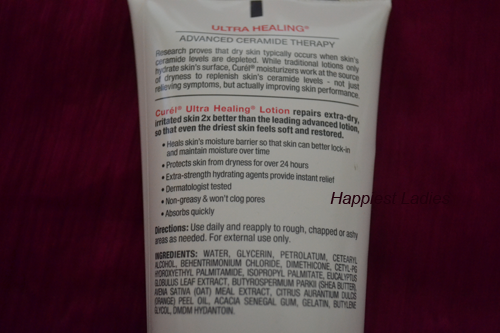 ULTRA HEALING®
ADVANCED CERAMIDE THERAPY
Research proves that dry skin typically occurs when skin's
ceramide levels are depleted. While traditional lotions only
hydrate skin's surface, Curél® moisturizers work at the source
of dryness to replenish skin's ceramide levels - not just
relieving symptoms, but actually improving skin performance.
Curél® Ultra Healing® Lotion repairs extra-dry,
irritated skin 2x better than the leading advanced lotion,
so that even the driest skin feels soft and restored.
• Heals skin's moisture barrier so that skin can better lock-in
and maintain moisture over time
• Protects skin from dryness for over 24 hours
• Extra-strength hydrating agents provide instant relief
• Dermatologist tested
• Non-greasy & won't clog pores
• Absorbs quickly
Happiest Ladies
Directions: Use daily and reapply to rough, chapped or ashy
areas as needed. For external use only.
INGREDIENTS: WATER, GLYCERIN, PETROLATUM, CETEARYL
ALCOHOL, BEHENTRIMONIUM CHLORIDE, DIMETHICONE, CETYL-PG
HYDROXYETHYL PALMITAMIDE, ISOPROPYL PALMITATE, EUCALYPTUS
GLOBULUS LEAF EXTRACT, BUTYROSPERMUM PARKII (SHEA BUTTER),
AVENA SATIVA (OAT) MEAL EXTRACT, CITRUS AURANTIUM DULCIS
(ORANGE) PEEL OIL, ACACIA SENEGAL GUM, GELATIN, BUTYLENE
GLYCOL, DMDM HYDANTOIN.